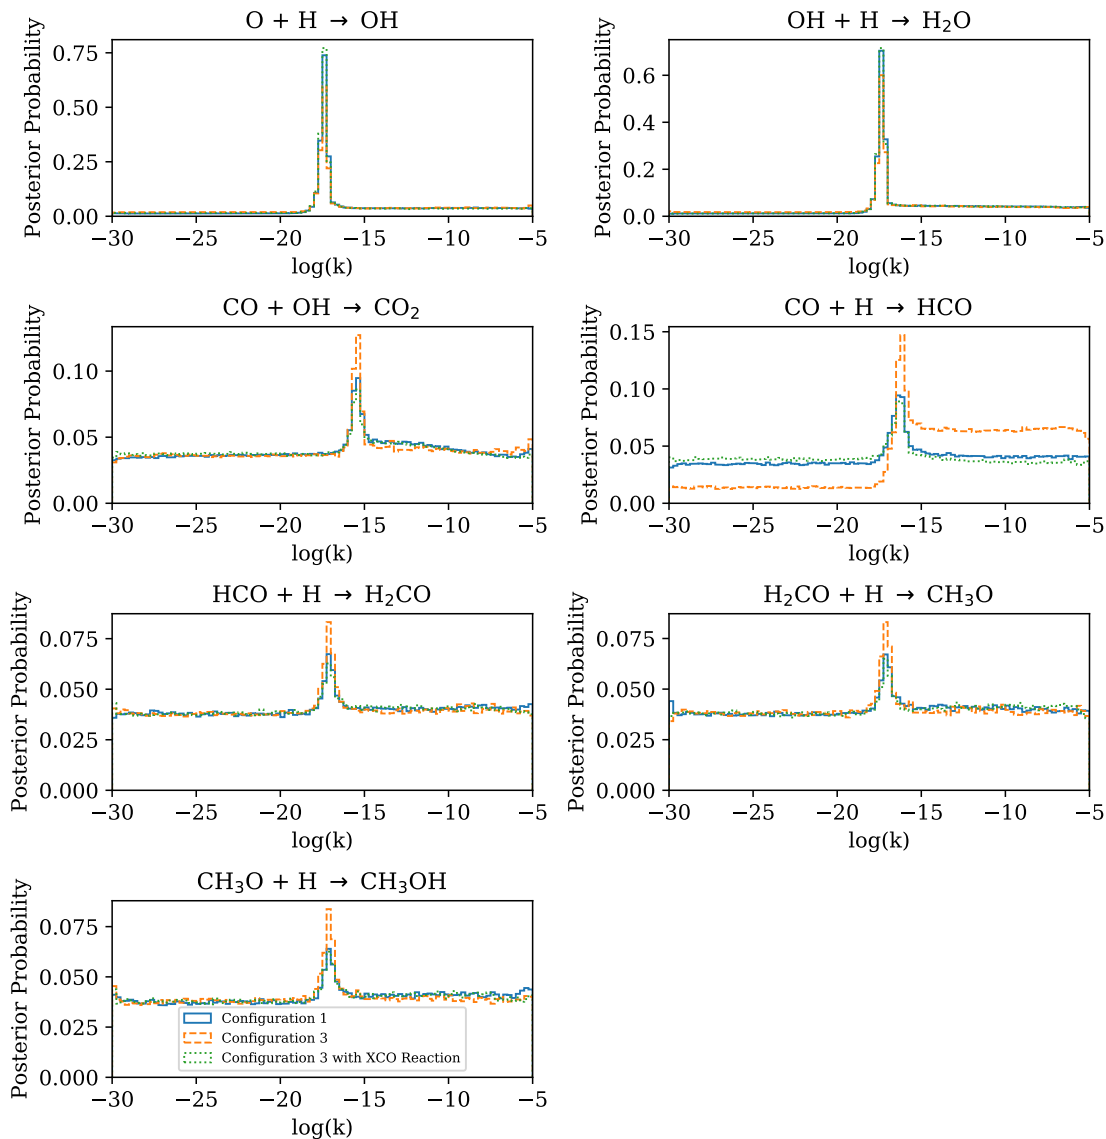 O + H → OH
Posterior Probability
0.75
0.50
0.25
0.00
−30 −25 −20 −15 −10 −5
log(k)
OH + H → H₂O
Posterior Probability
0.6
0.4
0.2
0.0
−30 −25 −20 −15 −10 −5
log(k)
CO + OH → CO₂
Posterior Probability
0.10
0.05
0.00
−30 −25 −20 −15 −10 −5
log(k)
CO + H → HCO
Posterior Probability
0.15
0.10
0.05
0.00
−30 −25 −20 −15 −10 −5
log(k)
HCO + H → H₂CO
Posterior Probability
0.075
0.050
0.025
0.000
−30 −25 −20 −15 −10 −5
log(k)
H₂CO + H → CH₃O
Posterior Probability
0.075
0.050
0.025
0.000
−30 −25 −20 −15 −10 −5
log(k)
CH₃O + H → CH₃OH
Posterior Probability
0.075
0.050
0.025
0.000
Configuration 1
Configuration 3
Configuration 3 with XCO Reaction
−30 −25 −20 −15 −10 −5
log(k)